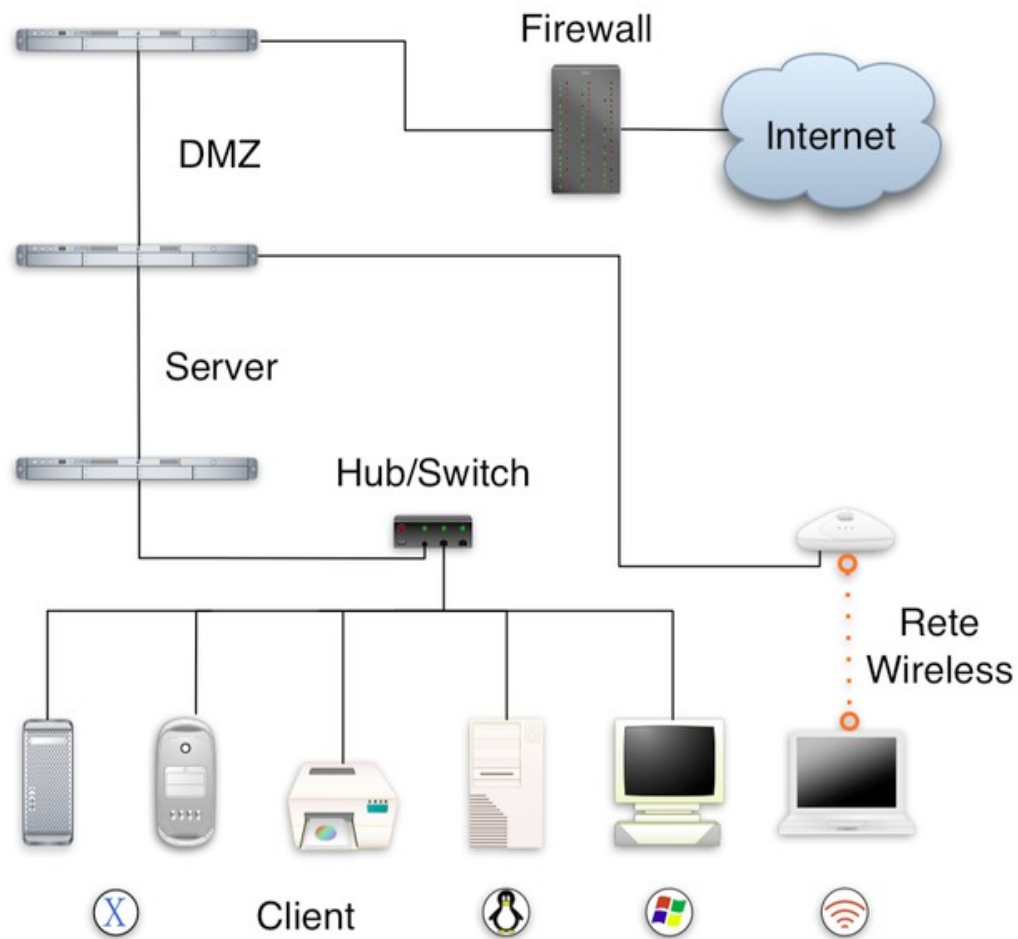 Firewall
Internet
DMZ
Server
Hub/Switch
Rete
Wireless
X
Client